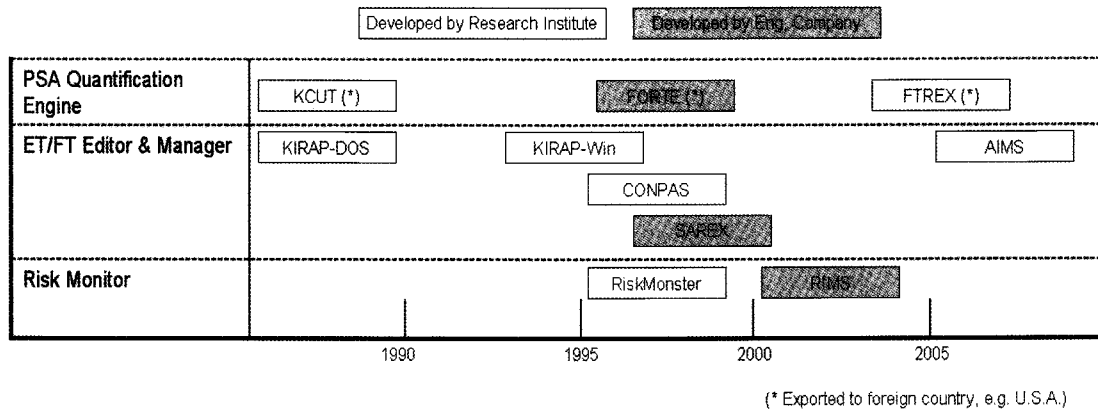 Developed by Research Institute
Developed by Eng. Company
PSA Quantification
Engine
KCUT (*)
FORTE (*)
FTREX (*)
ET/FT Editor & Manager
KIRAP-DOS
KIRAP-Win
AIMS
CONPAS
SAREX
Risk Monitor
RiskMonster
RIMS
1990
1995
2000
2005
(* Exported to foreign country, e.g. U.S.A.)